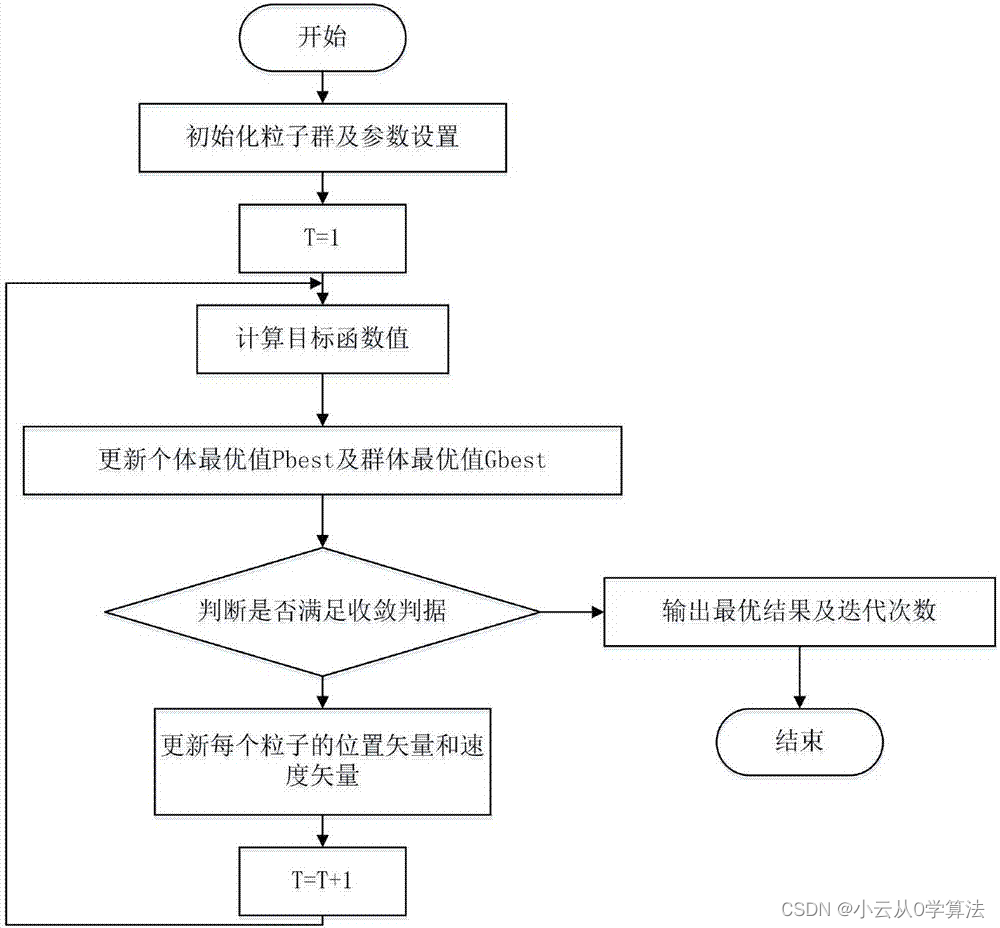 开始
初始化粒子群及参数设置
T=1
计算目标函数值
更新个体最优值Pbest及群体最优值Gbest
判断是否满足收敛判据
输出最优结果及迭代次数
更新每个粒子的位置矢量和速
度矢量
结束
T=T+1
CSDN @小云从0学算法